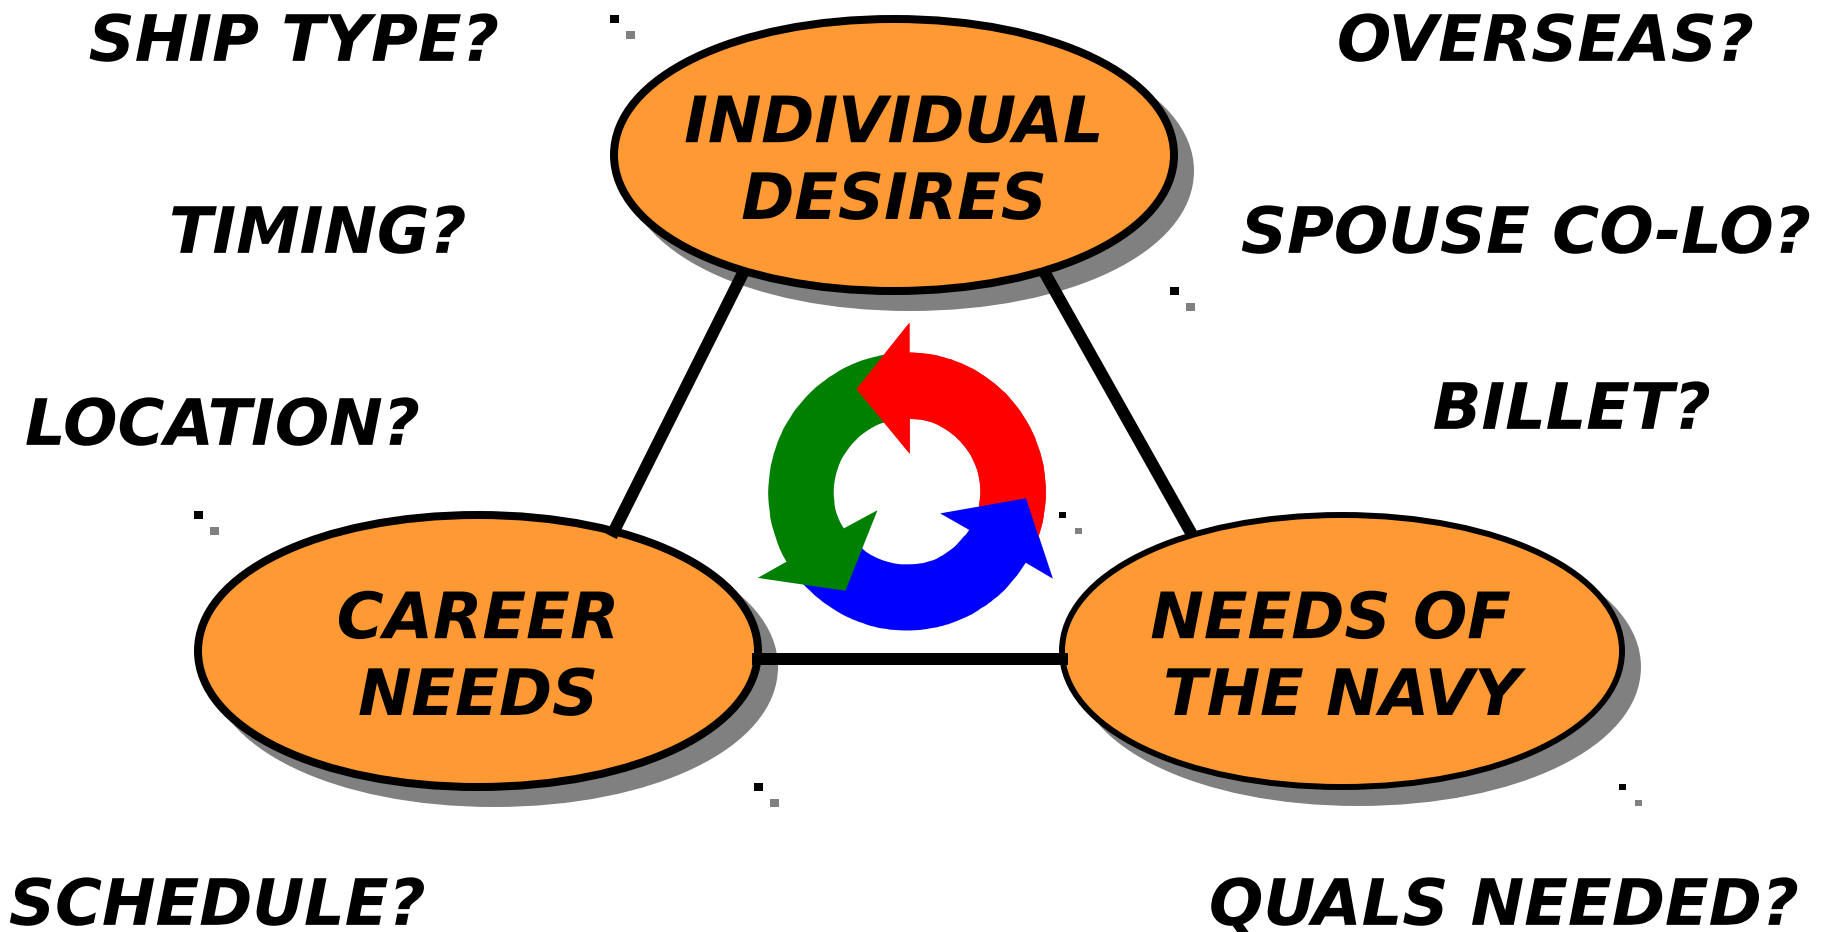 SHIP TYPE?
OVERSEAS?
INDIVIDUAL
DESIRES
TIMING?
SPOUSE CO-LO?
LOCATION?
BILLET?
CAREER
NEEDS
NEEDS OF
THE NAVY
SCHEDULE?
QUALS NEEDED?